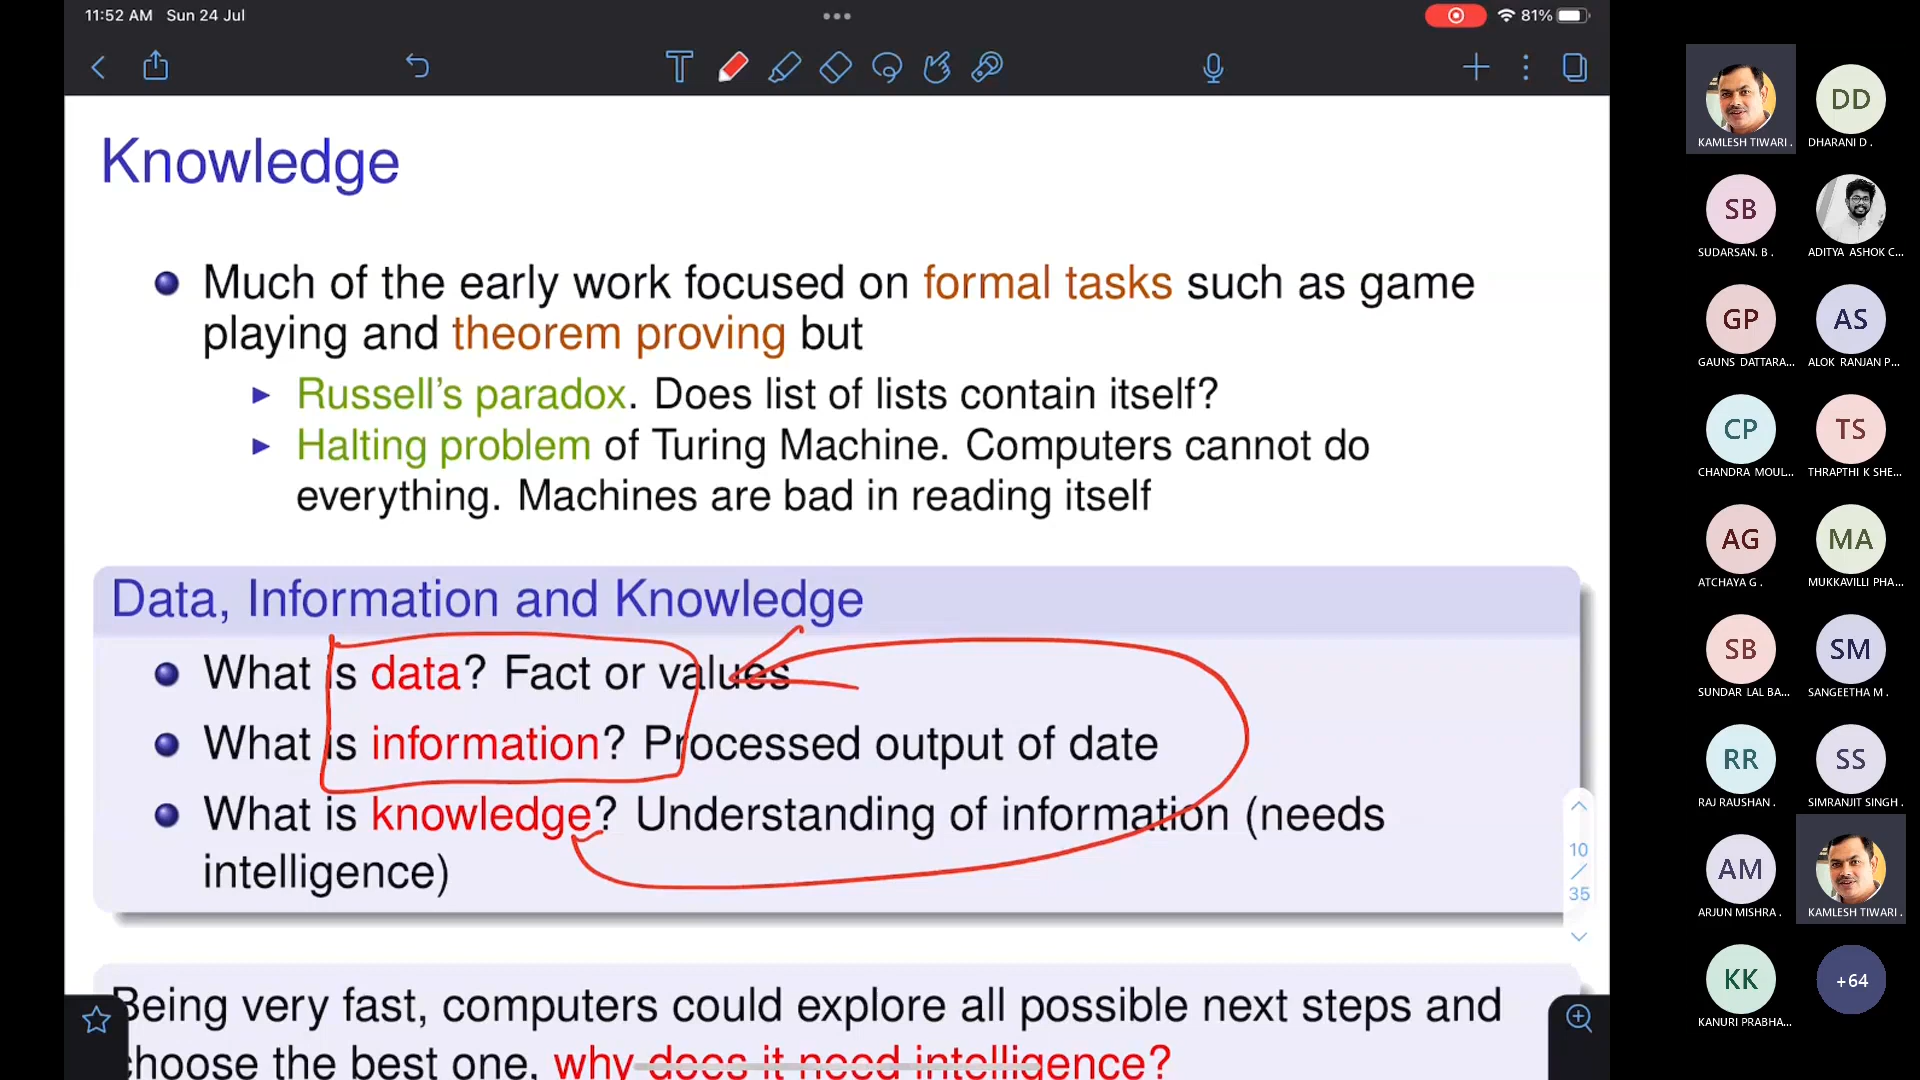 11:52 AM Sun 24 Jul
81%
Knowledge
Much of the early work focused on formal tasks such as game
playing and theorem proving but
Russell's paradox. Does list of lists contain itself?
Halting problem of Turing Machine. Computers cannot do
everything. Machines are bad in reading itself
Data, Information and Knowledge
What is data? Fact or values
What is information? Processed output of date
What is knowledge? Understanding of information (needs
intelligence)
10
/
35
Being very fast, computers could explore all possible next steps and
choose the best one, why does it need intelligence?
KAMLESH TIWARI .
DD
DHARANI D .
SB
SUDARSAN. B .
ADITYA ASHOK C...
GP
GAUNS DATTARA...
AS
ALOK RANJAN P...
CP
CHANDRA MOUL...
TS
THRAPTHI K SHE...
AG
ATCHAYA G .
MA
MUKKAVILLI PHA...
SB
SUNDAR LAL BA...
SM
SANGEETHA M .
RR
RAJ RAUSHAN .
SS
SIMRANJIT SINGH .
AM
ARJUN MISHRA .
KAMLESH TIWARI .
KK
KANURI PRABHA...
+64